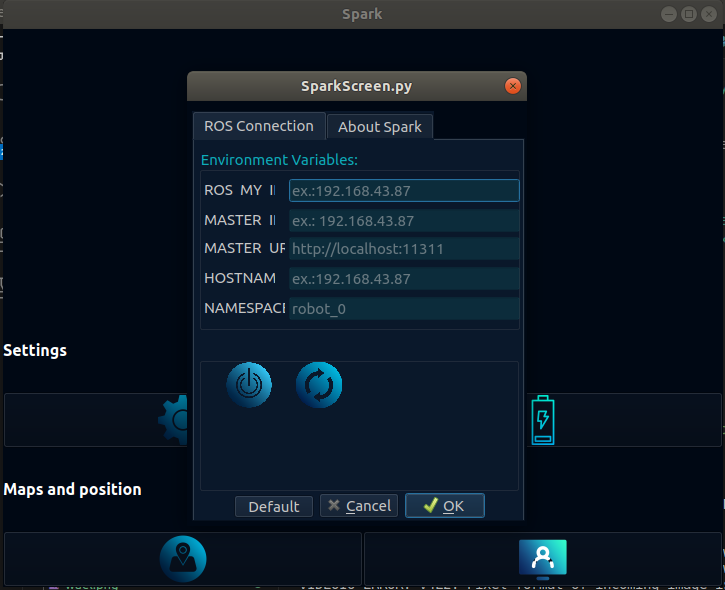 Spark
SparkScreen.py
ROS Connection About Spark
Environment Variables:
ROS MY ex.:192.168.43.87
MASTER ex.: 192.168.43.87
MASTER http://localhost:11311
HOSTNAM ex.:192.168.43.87
NAMESPACE robot_0
Settings
Maps and position
Default Cancel OK